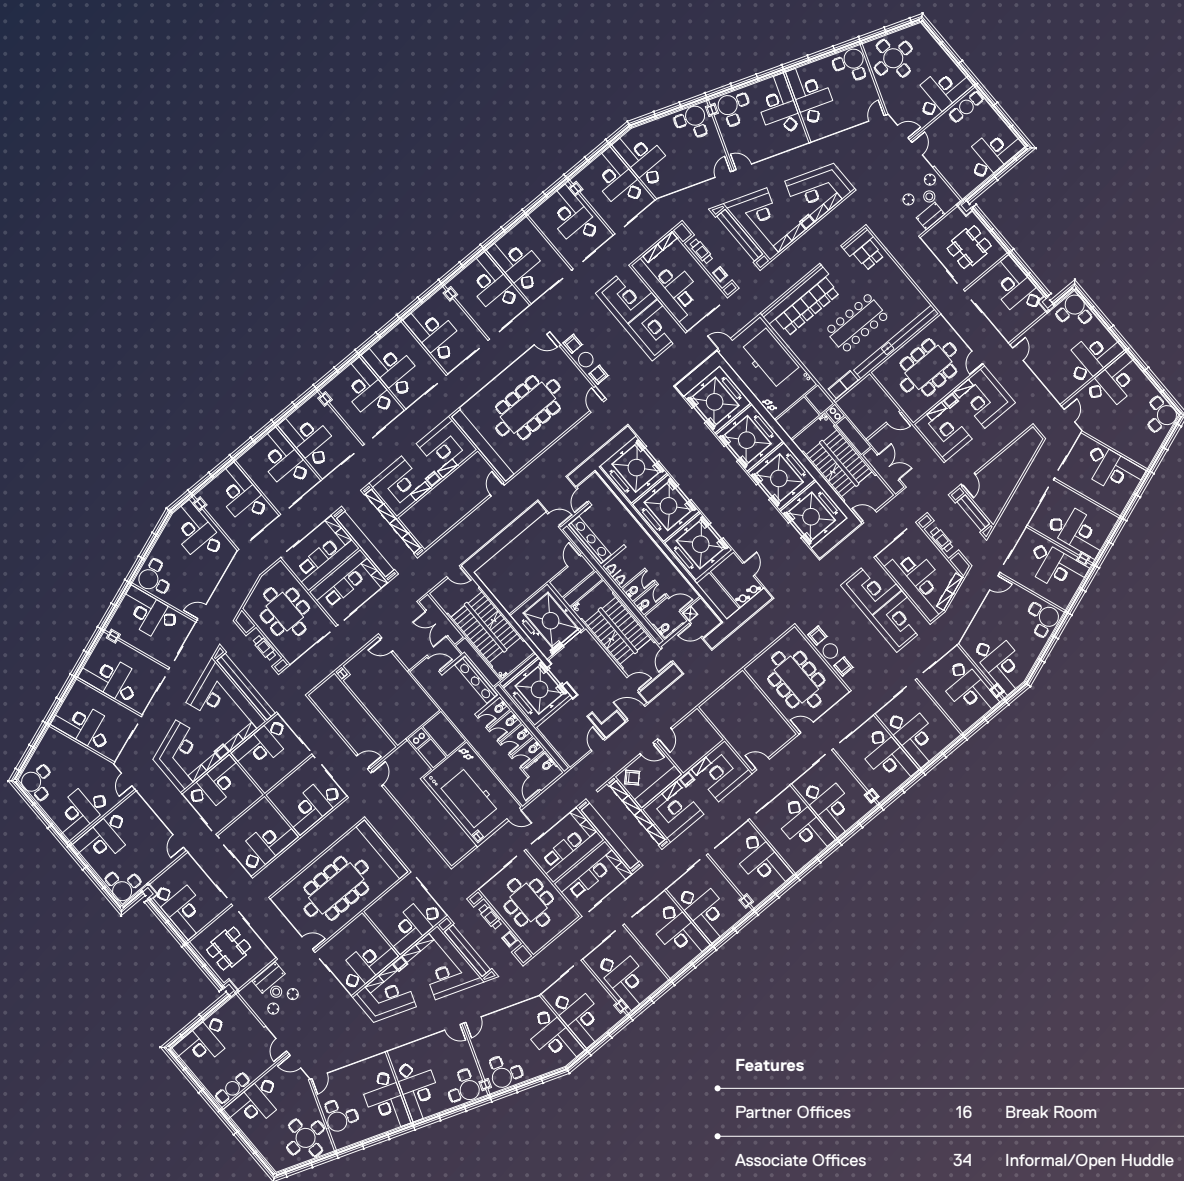 Features
Partner Offices 16 Break Room
Associate Offices 34 Informal/Open Huddle